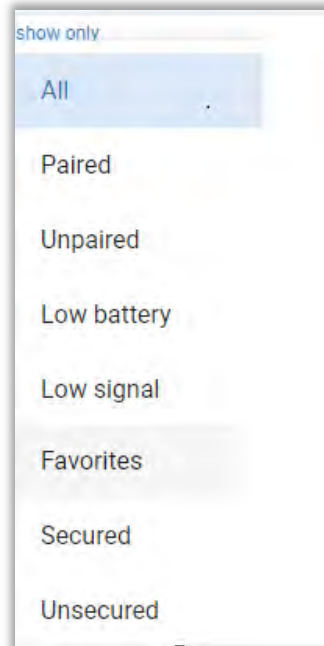 show only
All
Paired
Unpaired
Low battery
Low signal
Favorites
Secured
Unsecured